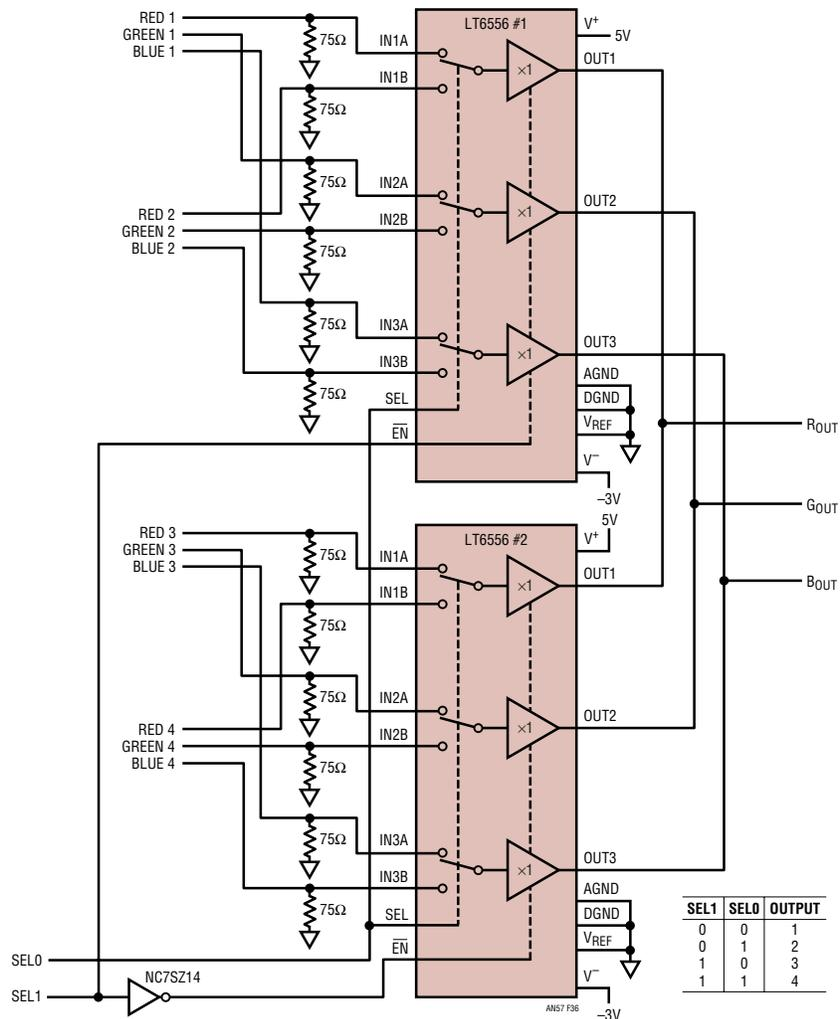 RED 1
GREEN 1
BLUE 1
75Ω
IN1A
LT6556 #1
V+
5V
×1
OUT1
IN1B
75Ω
75Ω
IN2A
×1
OUT2
RED 2
GREEN 2
BLUE 2
IN2B
75Ω
75Ω
IN3A
×1
OUT3
IN3B
75Ω
AGND
SEL
DGND
EN
VREF
ROUT
V–
–3V
GOUT
RED 3
GREEN 3
BLUE 3
75Ω
IN1A
LT6556 #2
5V
V+
×1
OUT1
BOUT
IN1B
75Ω
75Ω
IN2A
×1
OUT2
RED 4
GREEN 4
BLUE 4
IN2B
75Ω
75Ω
IN3A
×1
OUT3
IN3B
75Ω
AGND
SEL
DGND
EN
VREF
V–
–3V
SEL0
SEL1
NC7SZ14
AN57 F36
SEL1 SEL0 OUTPUT
0 0 1
0 1 2
1 0 3
1 1 4